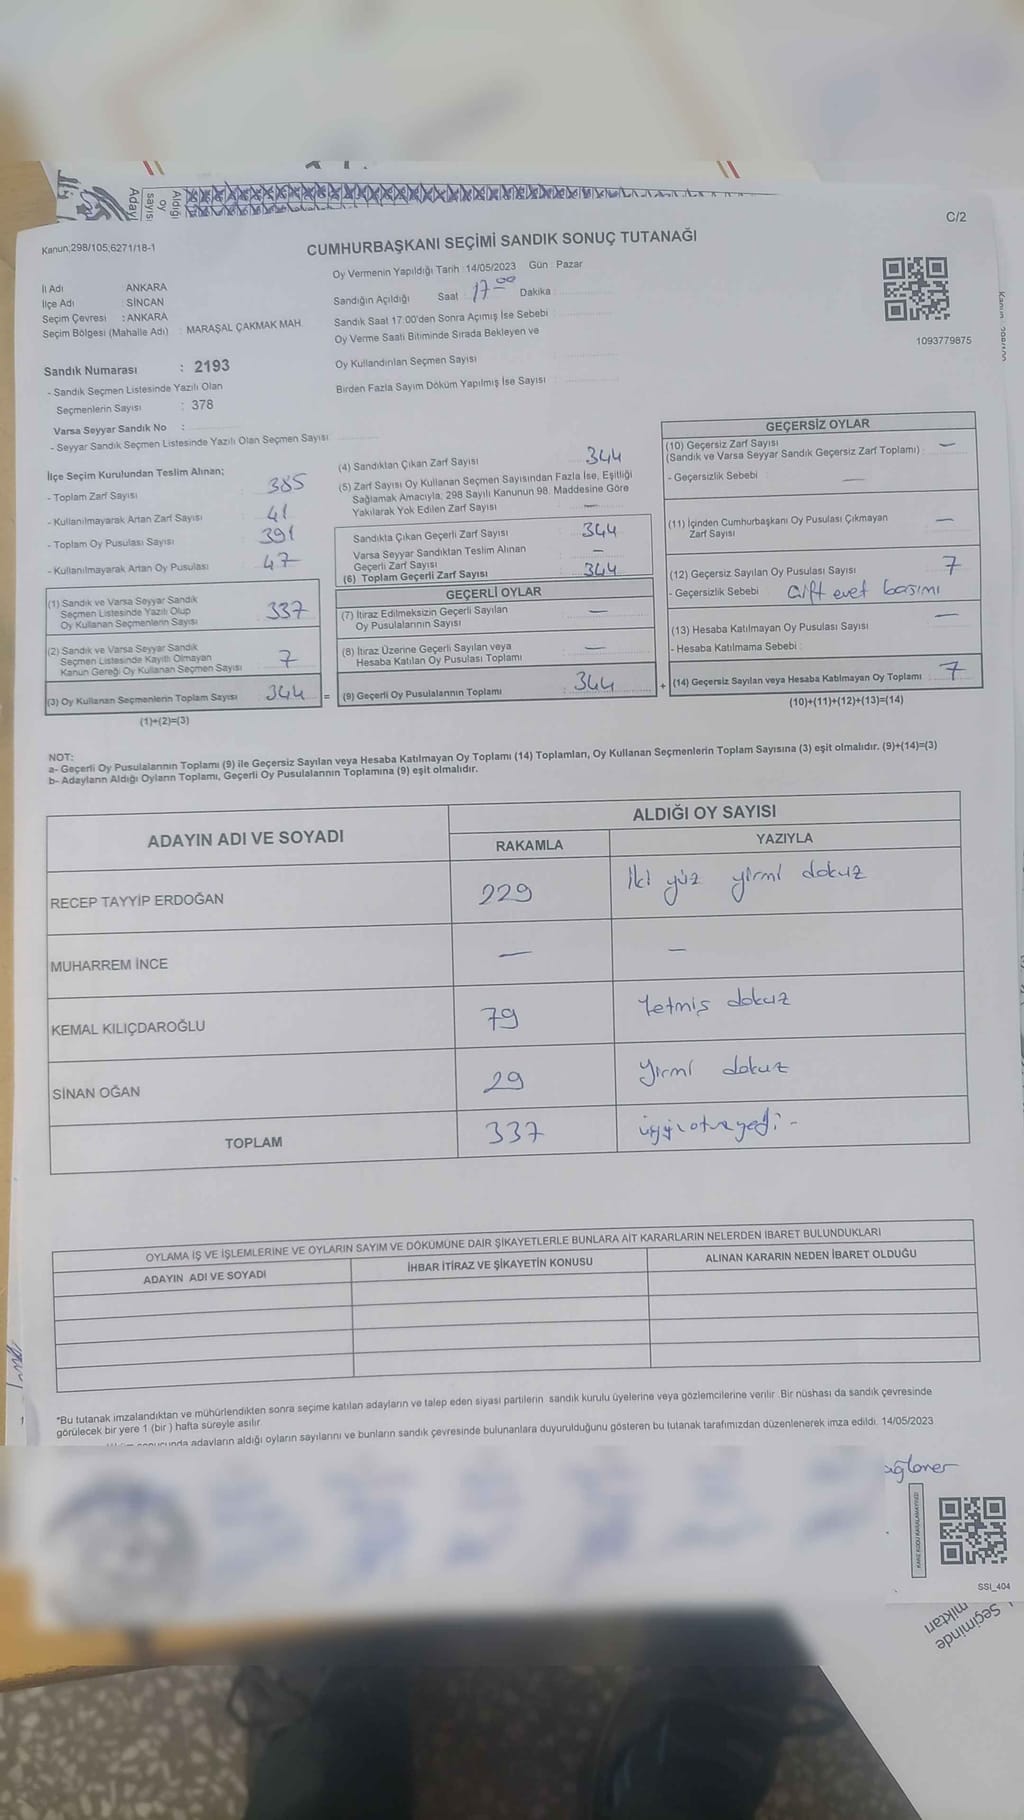 Aday
sayısı
oy
Aldığı
C/2
Kanun;298/105;6271/18-1
CUMHURBAŞKANI SEÇİMİ SANDIK SONUÇ TUTANAĞI
Oy Vermenin Yapıldığı Tarih :14/05/2023 Gün : Pazar
İl Adı : ANKARA
İlçe Adı : SİNCAN
Seçim Çevresi : ANKARA
Seçim Bölgesi (Mahalle Adı) : MARAŞAL ÇAKMAK MAH.
Sandığın Açıldığı Saat : 17 00 Dakika :
Sandık Saat 17:00'den Sonra Açımış İse Sebebi :
Oy Verme Saati Bitiminde Sırada Bekleyen ve
Oy Kullandırılan Seçmen Sayısı
Birden Fazla Sayım Döküm Yapılmış İse Sayısı :
1093779875
Sandık Numarası : 2193
- Sandık Seçmen Listesinde Yazılı Olan
Seçmenlerin Sayısı : 378
Varsa Seyyar Sandık No :
- Seyyar Sandık Seçmen Listesinde Yazılı Olan Seçmen Sayısı
İlçe Seçim Kurulundan Teslim Alınan;
- Toplam Zarf Sayısı 385
- Kullanılmayarak Artan Zarf Sayısı 41
- Toplam Oy Pusulası Sayısı 391
- Kullanılmayarak Artan Oy Pusulası 47
(1) Sandık ve Varsa Seyyar Sandık
Seçmen Listesinde Yazılı Olup
Oy Kullanan Seçmenlerin Sayısı 337
(2) Sandık ve Varsa Seyyar Sandık
Seçmen Listesinde Kayıtlı Olmayan
Kanun Gereği Oy Kullanan Seçmen Sayısı 7
(3) Oy Kullanan Seçmenlerin Toplam Sayısı 344 =
(1)+(2)=(3)
(4) Sandıktan Çıkan Zarf Sayısı 344
(5) Zarf Sayısı Oy Kullanan Seçmen Sayısından Fazla İse, Eşitliği
Sağlamak Amacıyla, 298 Sayılı Kanunun 98. Maddesine Göre
Yakılarak Yok Edilen Zarf Sayısı —
Sandıkta Çıkan Geçerli Zarf Sayısı 344
Varsa Seyyar Sandıktan Teslim Alınan
Geçerli Zarf Sayısı —
(6) Toplam Geçerli Zarf Sayısı 344
GEÇERLİ OYLAR
(7) İtiraz Edilmeksizin Geçerli Sayılan
Oy Pusulalarının Sayısı —
(8) İtiraz Üzerine Geçerli Sayılan veya
Hesaba Katılan Oy Pusulası Toplamı —
(9) Geçerli Oy Pusulalarının Toplamı : 344 +
GEÇERSİZ OYLAR
(10) Geçersiz Zarf Sayısı
(Sandık ve Varsa Seyyar Sandık Geçersiz Zarf Toplamı) : —
- Geçersizlik Sebebi : —
(11) İçinden Cumhurbaşkanı Oy Pusulası Çıkmayan
Zarf Sayısı —
(12) Geçersiz Sayılan Oy Pusulası Sayısı 7
- Geçersizlik Sebebi : Çift evet basımı
(13) Hesaba Katılmayan Oy Pusulası Sayısı —
- Hesaba Katılmama Sebebi :
(14) Geçersiz Sayılan veya Hesaba Katılmayan Oy Toplamı 7
(10)+(11)+(12)+(13)=(14)
NOT:
a- Geçerli Oy Pusulalarının Toplamı (9) ile Geçersiz Sayılan veya Hesaba Katılmayan Oy Toplamı (14) Toplamları, Oy Kullanan Seçmenlerin Toplam Sayısına (3) eşit olmalıdır. (9)+(14)=(3)
b- Adayların Aldığı Oyların Toplamı, Geçerli Oy Pusulalarının Toplamına (9) eşit olmalıdır.
ADAYIN ADI VE SOYADI
ALDIĞI OY SAYISI
RAKAMLA YAZIYLA
RECEP TAYYİP ERDOĞAN 229 İki yüz yirmi dokuz
MUHARREM İNCE — —
KEMAL KILIÇDAROĞLU 79 Yetmiş dokuz
SİNAN OĞAN 29 Yirmi dokuz
TOPLAM 337
OYLAMA İŞ VE İŞLEMLERİNE VE OYLARIN SAYIM VE DÖKÜMÜNE DAİR ŞİKAYETLERLE BUNLARA AİT KARARLARIN NELERDEN İBARET BULUNDUKLARI
ADAYIN ADI VE SOYADI İHBAR İTİRAZ VE ŞİKAYETİN KONUSU ALINAN KARARIN NEDEN İBARET OLDUĞU
*Bu tutanak imzalandıktan ve mühürlendikten sonra seçime katılan adayların ve talep eden siyasi partilerin sandık kurulu üyelerine veya gözlemcilerine verilir. Bir nüshası da sandık çevresinde
görülecek bir yere 1 (bir ) hafta süreyle asılır.
adayların aldığı oyların sayılarını ve bunların sandık çevresinde bulunanlara duyurulduğunu gösteren bu tutanak tarafımızdan düzenlenerek imza edildi. 14/05/2023
SSI_404
Seçiminde
miktarı